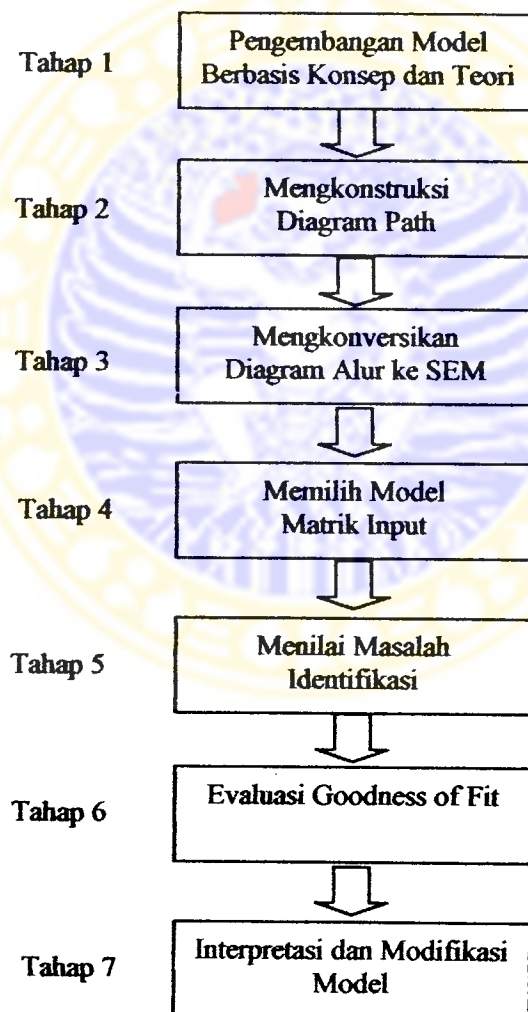 Tahap 1
Pengembangan Model
Berbasis Konsep dan Teori
Tahap 2
Mengkonstruksi
Diagram Path
Tahap 3
Mengkonversikan
Diagram Alur ke SEM
Tahap 4
Memilih Model
Matrik Input
Tahap 5
Menilai Masalah
Identifikasi
Tahap 6
Evaluasi Goodness of Fit
Tahap 7
Interpretasi dan Modifikasi
Model